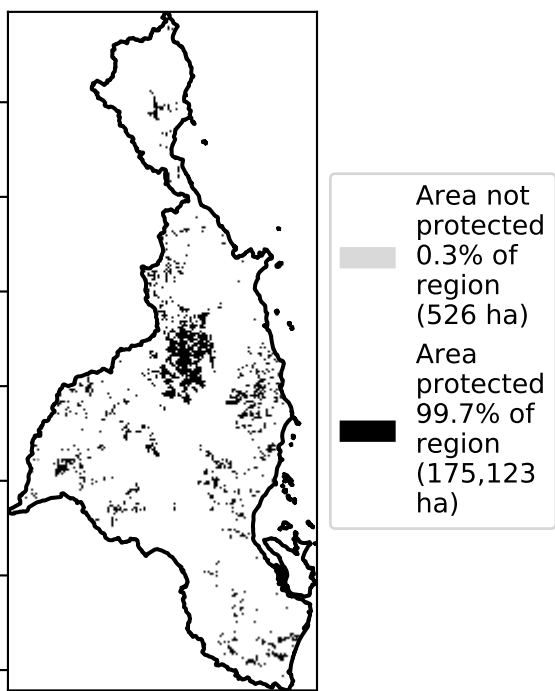 Area not
protected
0.3% of
region
(526 ha)
Area
protected
99.7% of
region
(175,123
ha)